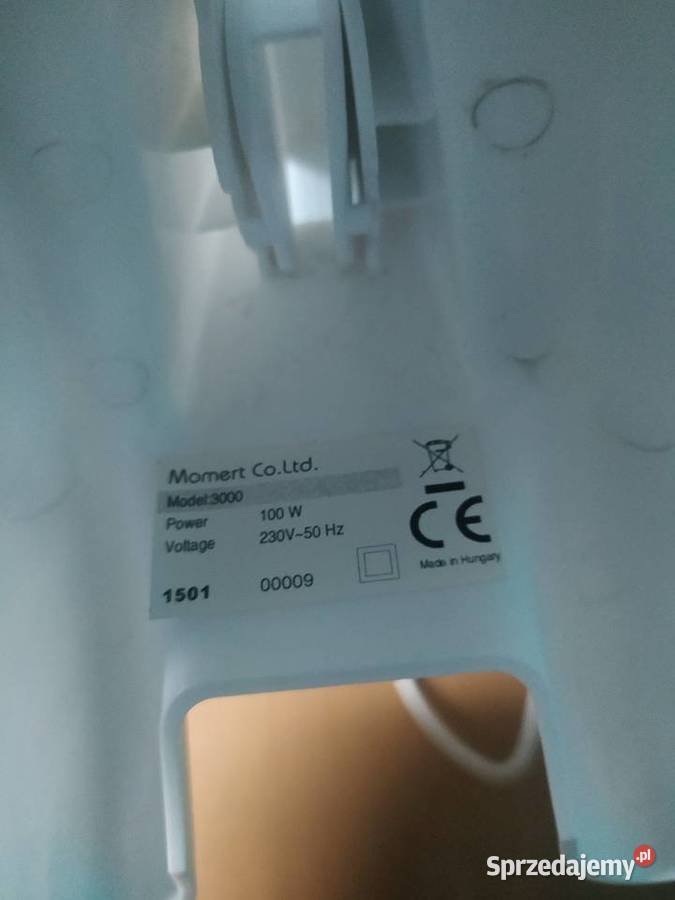 Momert Co.Ltd.
Model:3000
Power 100 W
Voltage 230V~50 Hz
CE
Made in Hungary
1501 00009
Sprzedajemy.pl